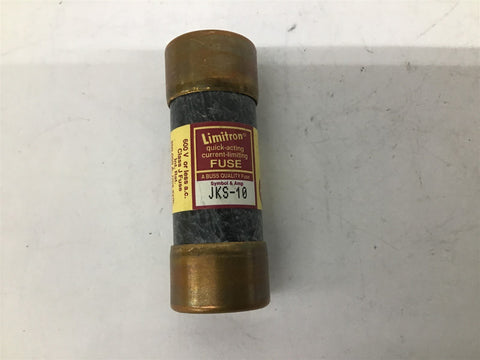 Limitron®
quick-acting
current-limiting
FUSE
A BUSS QUALITY Fuse
Symbol & Amp.
JKS-10
600 V or less a.c.
Class J Fuse